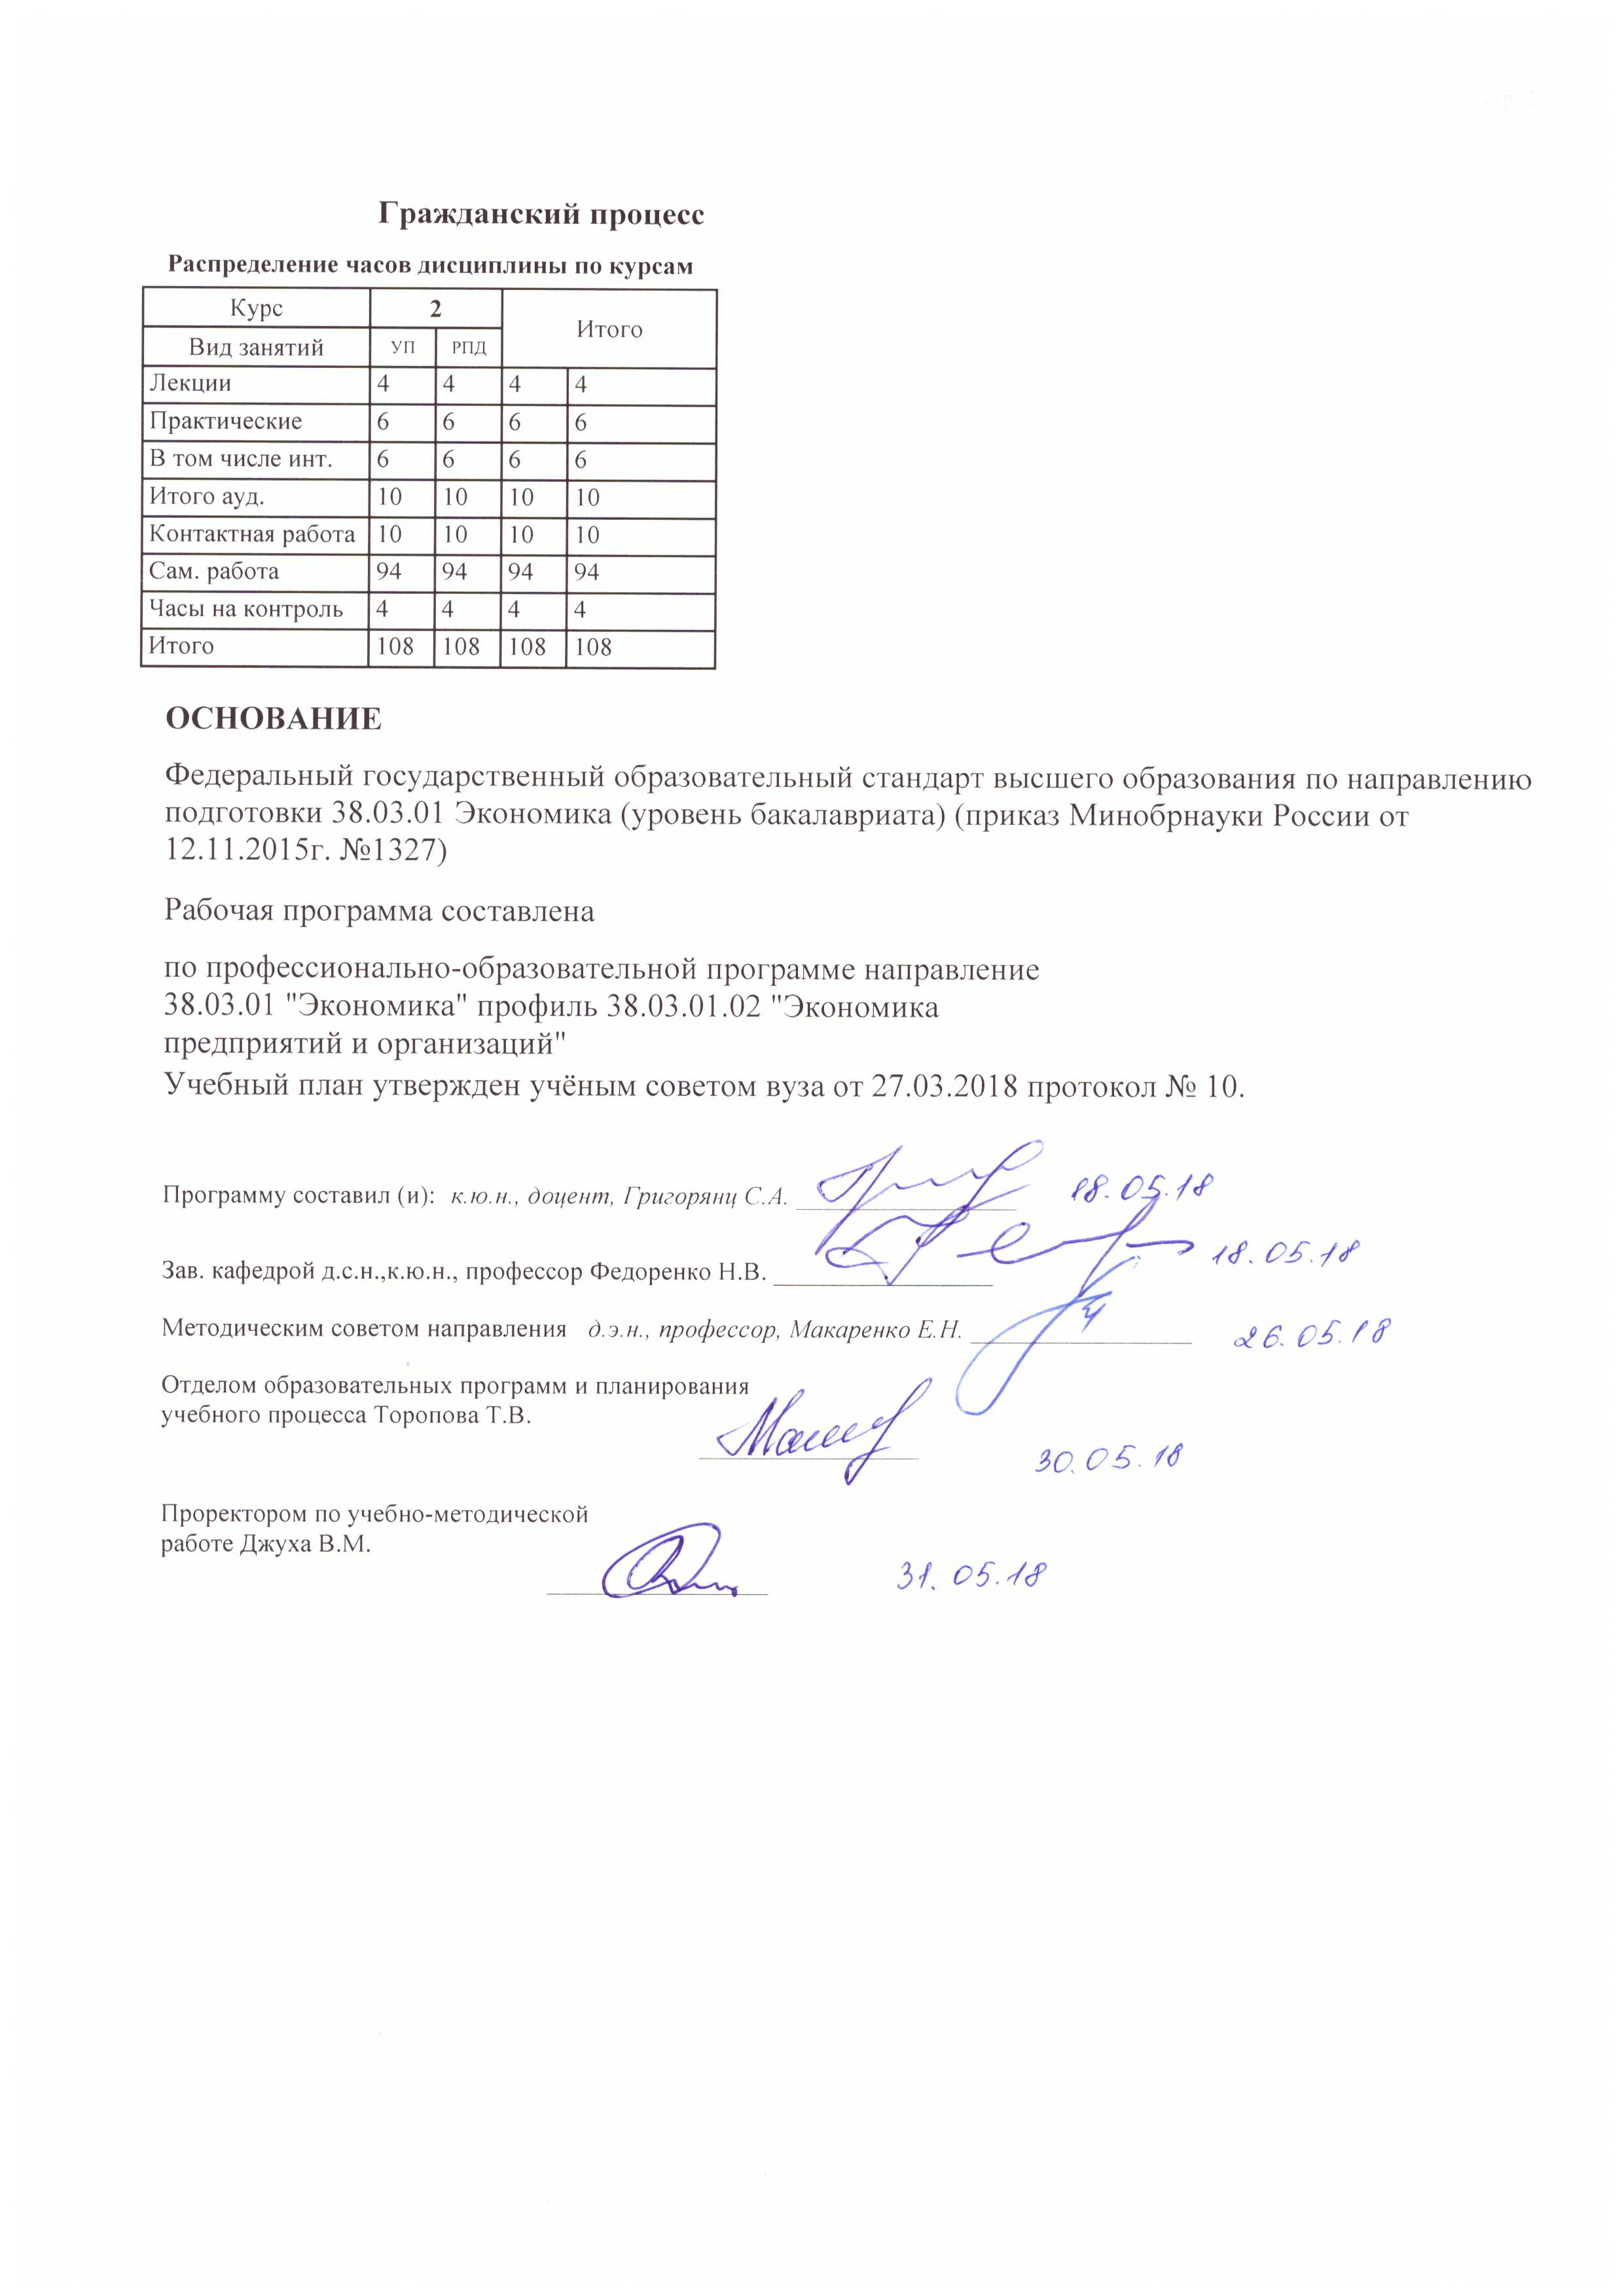 Гражданский процесс
Распределение часов дисциплины по курсам
Курс 2 Итого
Вид занятий УП РПД
Лекции 4 4 4 4
Практические 6 6 6 6
В том числе инт. 6 6 6 6
Итого ауд. 10 10 10 10
Контактная работа 10 10 10 10
Сам. работа 94 94 94 94
Часы на контроль 4 4 4 4
Итого 108 108 108 108
ОСНОВАНИЕ
Федеральный государственный образовательный стандарт высшего образования по направлению
подготовки 38.03.01 Экономика (уровень бакалавриата) (приказ Минобрнауки России от
12.11.2015г. №1327)
Рабочая программа составлена
по профессионально-образовательной программе направление
38.03.01 "Экономика" профиль 38.03.01.02 "Экономика
предприятий и организаций"
Учебный план утвержден учёным советом вуза от 27.03.2018 протокол № 10.
Программу составил (и): к.ю.н., доцент, Григорянц С.А. 18.05.18
Зав. кафедрой д.с.н.,к.ю.н., профессор Федоренко Н.В. 18.05.18
Методическим советом направления д.э.н., профессор, Макаренко Е.Н. 26.05.18
Отделом образовательных программ и планирования
учебного процесса Торопова Т.В.
30.05.18
Проректором по учебно-методической
работе Джуха В.М.
31.05.18